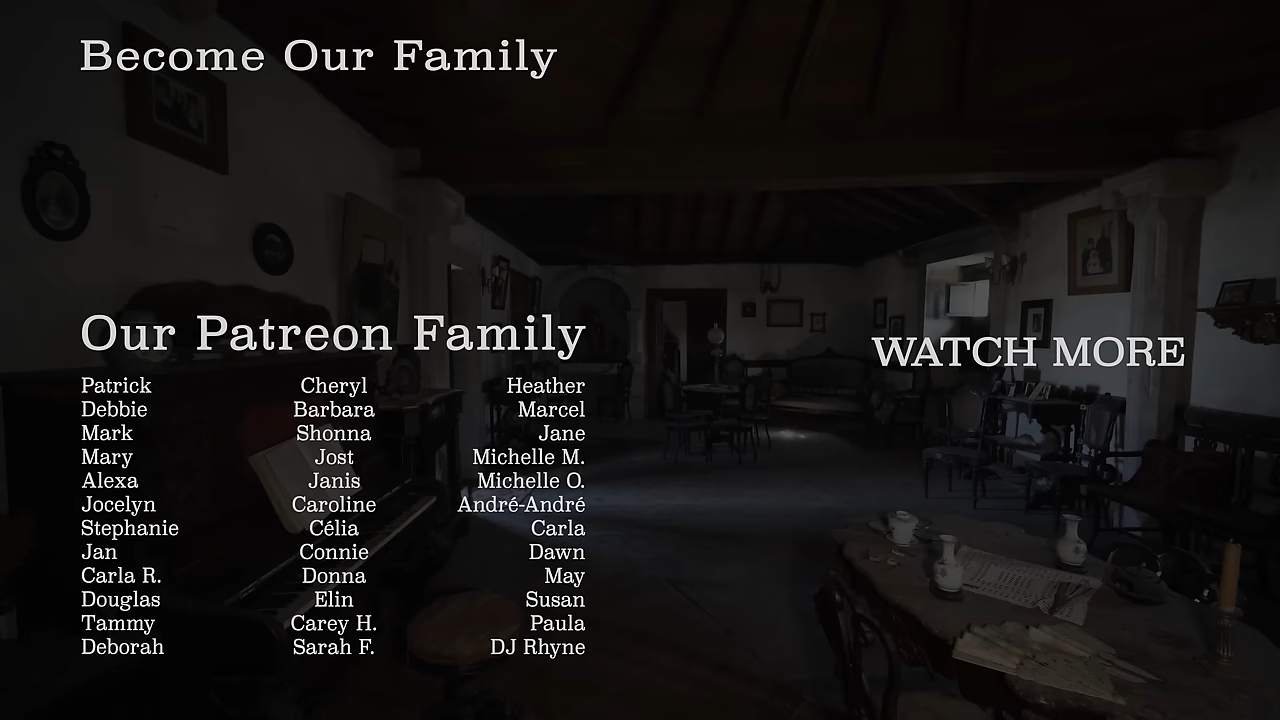 Become Our Family
Our Patreon Family
Patrick
Debbie
Mark
Mary
Alexa
Jocelyn
Stephanie
Jan
Carla R.
Douglas
Tammy
Deborah
Cheryl
Barbara
Shonna
Jost
Janis
Caroline
Célia
Connie
Donna
Elin
Carey H.
Sarah F.
Heather
Marcel
Jane
Michelle M.
Michelle O.
André-André
Carla
Dawn
May
Susan
Paula
DJ Rhyne
WATCH MORE